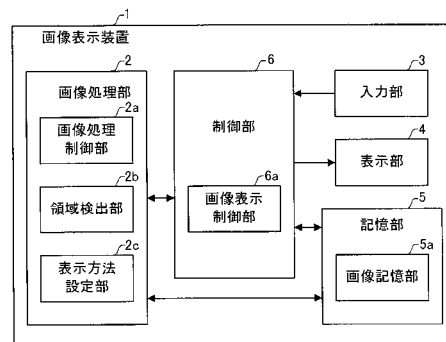 1
画像表示装置
2
画像処理部
2a
画像処理
制御部
2b
領域検出部
2c
表示方法
設定部
6
制御部
6a
画像表示
制御部
3
入力部
4
表示部
5
記憶部
5a
画像記憶部